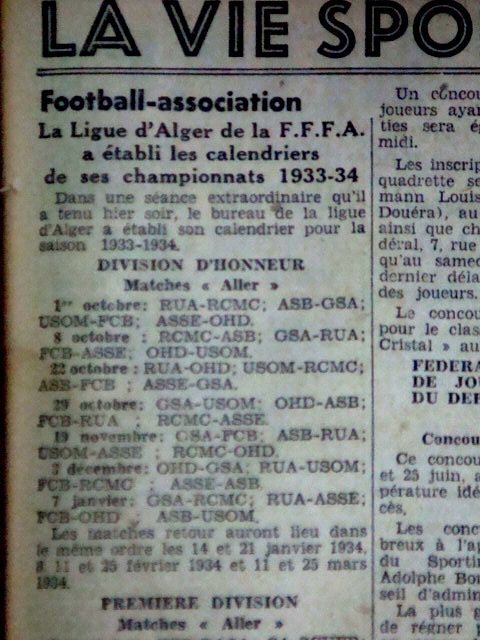 LA VIE SPO
Football-association
La Ligue d'Alger de la F.F.F.A.
a établi les calendriers
de ses championnats 1933-34
Dans une séance extraordinaire qu'il
a tenu hier soir, le bureau de la ligue
d'Alger a établi son calendrier pour la
saison 1933-1934.
DIVISION D'HONNEUR
Matches « Aller »
1er octobre: RUA-RCMC; ASB-GSA;
USOM-FCB; ASSE-OHD.
8 octobre : RCMC-ASB; GSA-RUA;
FCB-ASSE; OHD-USOM.
22 octobre : RUA-OHD; USOM-RCMC;
ASB-FCB ; ASSE-GSA.
29 octobre: GSA-USOM; OHD-ASB;
FCB-RUA ; RCMC-ASSE.
19 novembre: GSA-FCB; ASB-RUA;
USOM-ASSE ; RCMC-OHD.
3 décembre: OHD-GSA; RUA-USOM;
FCB-RCMC ; ASSE-ASB.
7 janvier: GSA-RCMC; RUA-ASSE;
FCB-OHD ; ASB-USOM.
Les matches retour auront lieu dans
le même ordre les 14 et 21 janvier 1934,
11 et 25 février 1934 et 11 et 25 mars
1934.
PREMIERE DIVISION
Matches « Aller »
Un concou
joueurs ayan
ties sera ég
midi.
Les inscrip
quadrette se
mann Louis
Douéra), au
ainsi que ch
déral, 7, rue
qu'au samed
dernier déla
des joueurs.
Le concou
pour le clas
Cristal » au
FEDERA
DE JO
DU DEP
Concou
Ce concou
et 25 juin, a
pérature idé
cès.
Les conc
breux à l'ap
du Sportin
Adolphe Bor
seil d'admin
La plus g
de régner p